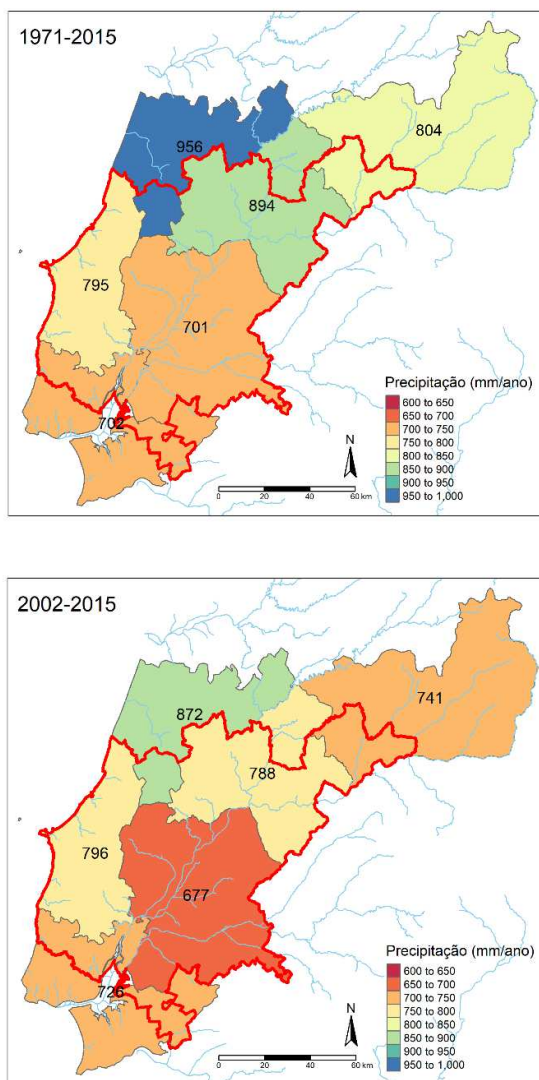 1971-2015
804
956
894
795
701
702
Precipitação (mm/ano)
600 to 650
650 to 700
700 to 750
750 to 800
800 to 850
850 to 900
900 to 950
950 to 1,000
N
0 20 40 60 km
2002-2015
741
872
788
796
677
726
Precipitação (mm/ano)
600 to 650
650 to 700
700 to 750
750 to 800
800 to 850
850 to 900
900 to 950
950 to 1,000
N
0 20 40 60 km